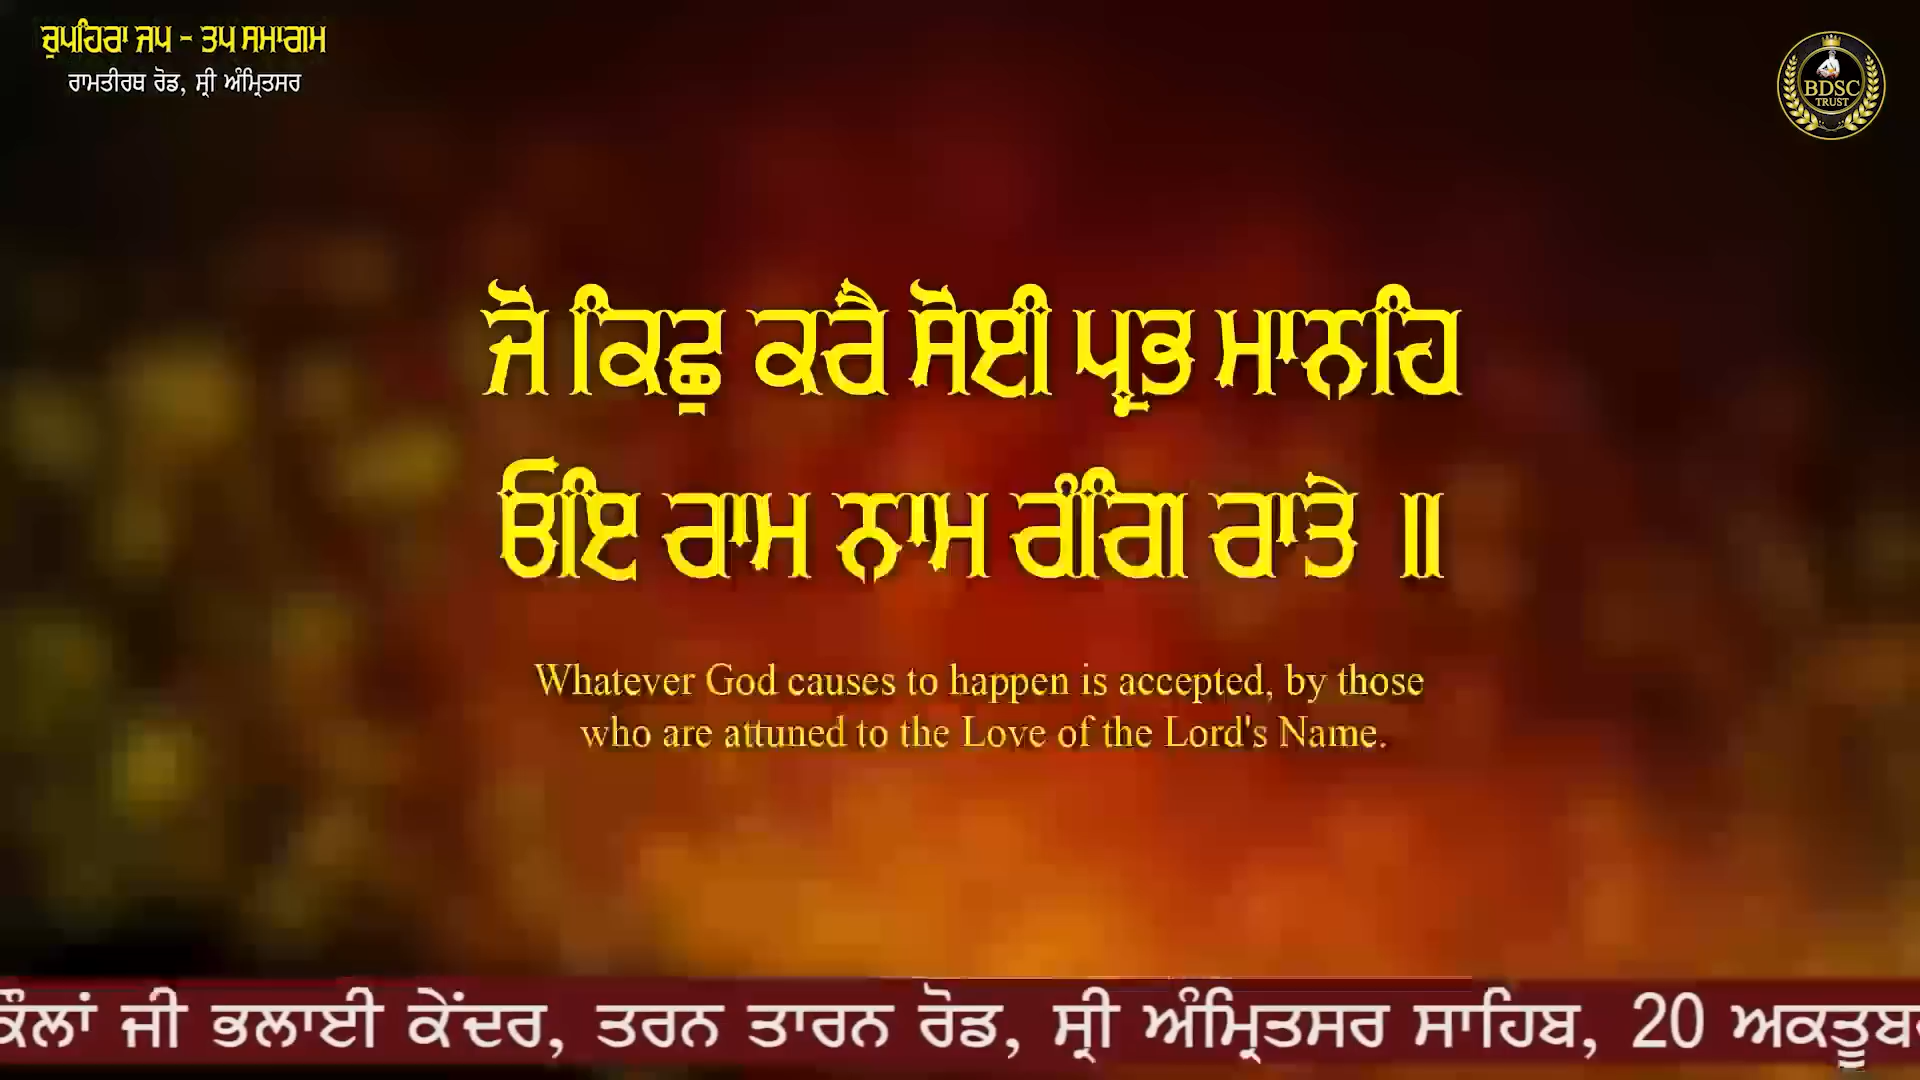 ਚੁਪਹਿਰਾ ਜਪ - ਤਪ ਸਮਾਗਮ
ਰਾਮਤੀਰਥ ਰੋਡ, ਸ੍ਰੀ ਅੰਮ੍ਰਿਤਸਰ
BDSC
TRUST
ਜੋ ਕਿਛੁ ਕਰੈ ਸੋਈ ਪ੍ਰਭ ਮਾਨਹਿ
ਓਇ ਰਾਮ ਨਾਮ ਰੰਗਿ ਰਾਤੇ ॥
Whatever God causes to happen is accepted, by those
who are attuned to the Love of the Lord's Name.
ਕੌਲਾਂ ਜੀ ਭਲਾਈ ਕੇਂਦਰ, ਤਰਨ ਤਾਰਨ ਰੋਡ, ਸ੍ਰੀ ਅੰਮ੍ਰਿਤਸਰ ਸਾਹਿਬ, 20 ਅਕਤੂਬਰ